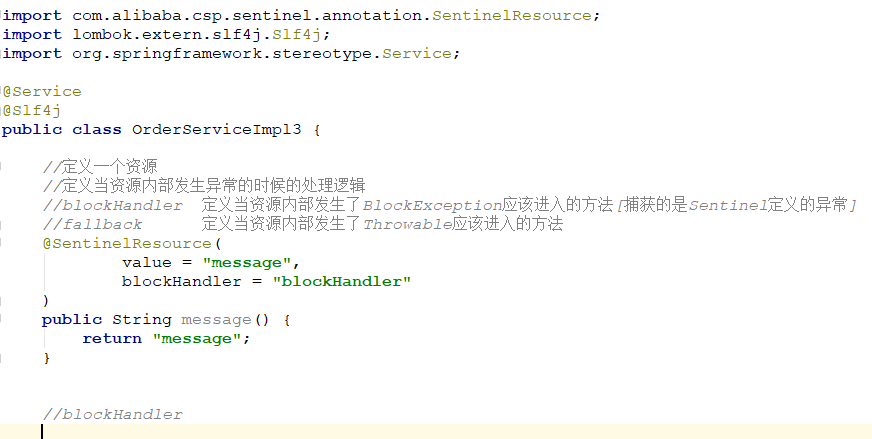 import com.alibaba.csp.sentinel.annotation.SentinelResource;
import lombok.extern.slf4j.Slf4j;
import org.springframework.stereotype.Service;
@Service
@Slf4j
public class OrderServiceImpl3 {
//定义一个资源
//定义当资源内部发生异常的时候的处理逻辑
//blockHandler  定义当资源内部发生了BlockException应该进入的方法[捕获的是Sentinel定义的异常]
//fallback      定义当资源内部发生了Throwable应该进入的方法
@SentinelResource(
value = "message",
blockHandler = "blockHandler"
)
public String message() {
return "message";
}
//blockHandler